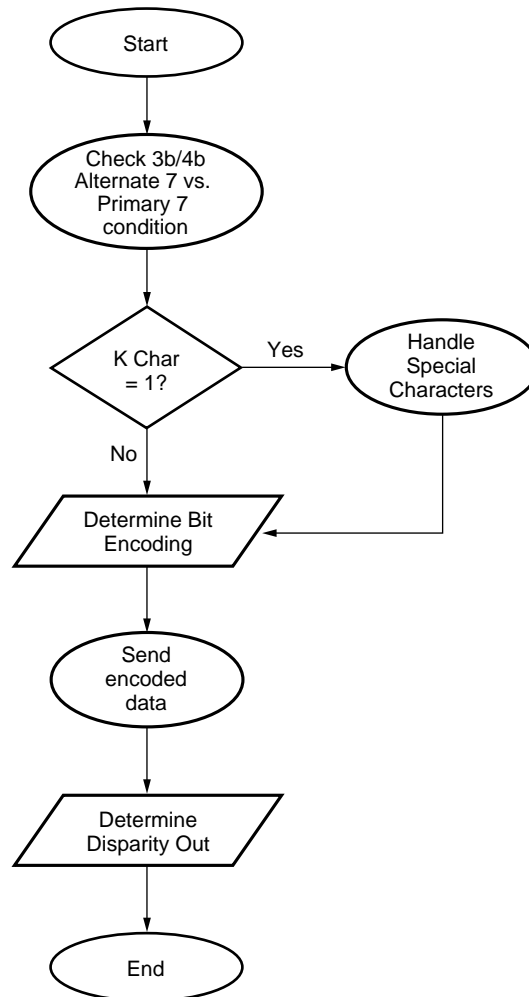 Start
Check 3b/4b
Alternate 7 vs.
Primary 7
condition
K Char
= 1?
Yes
Handle
Special
Characters
No
Determine Bit
Encoding
Send
encoded
data
Determine
Disparity Out
End